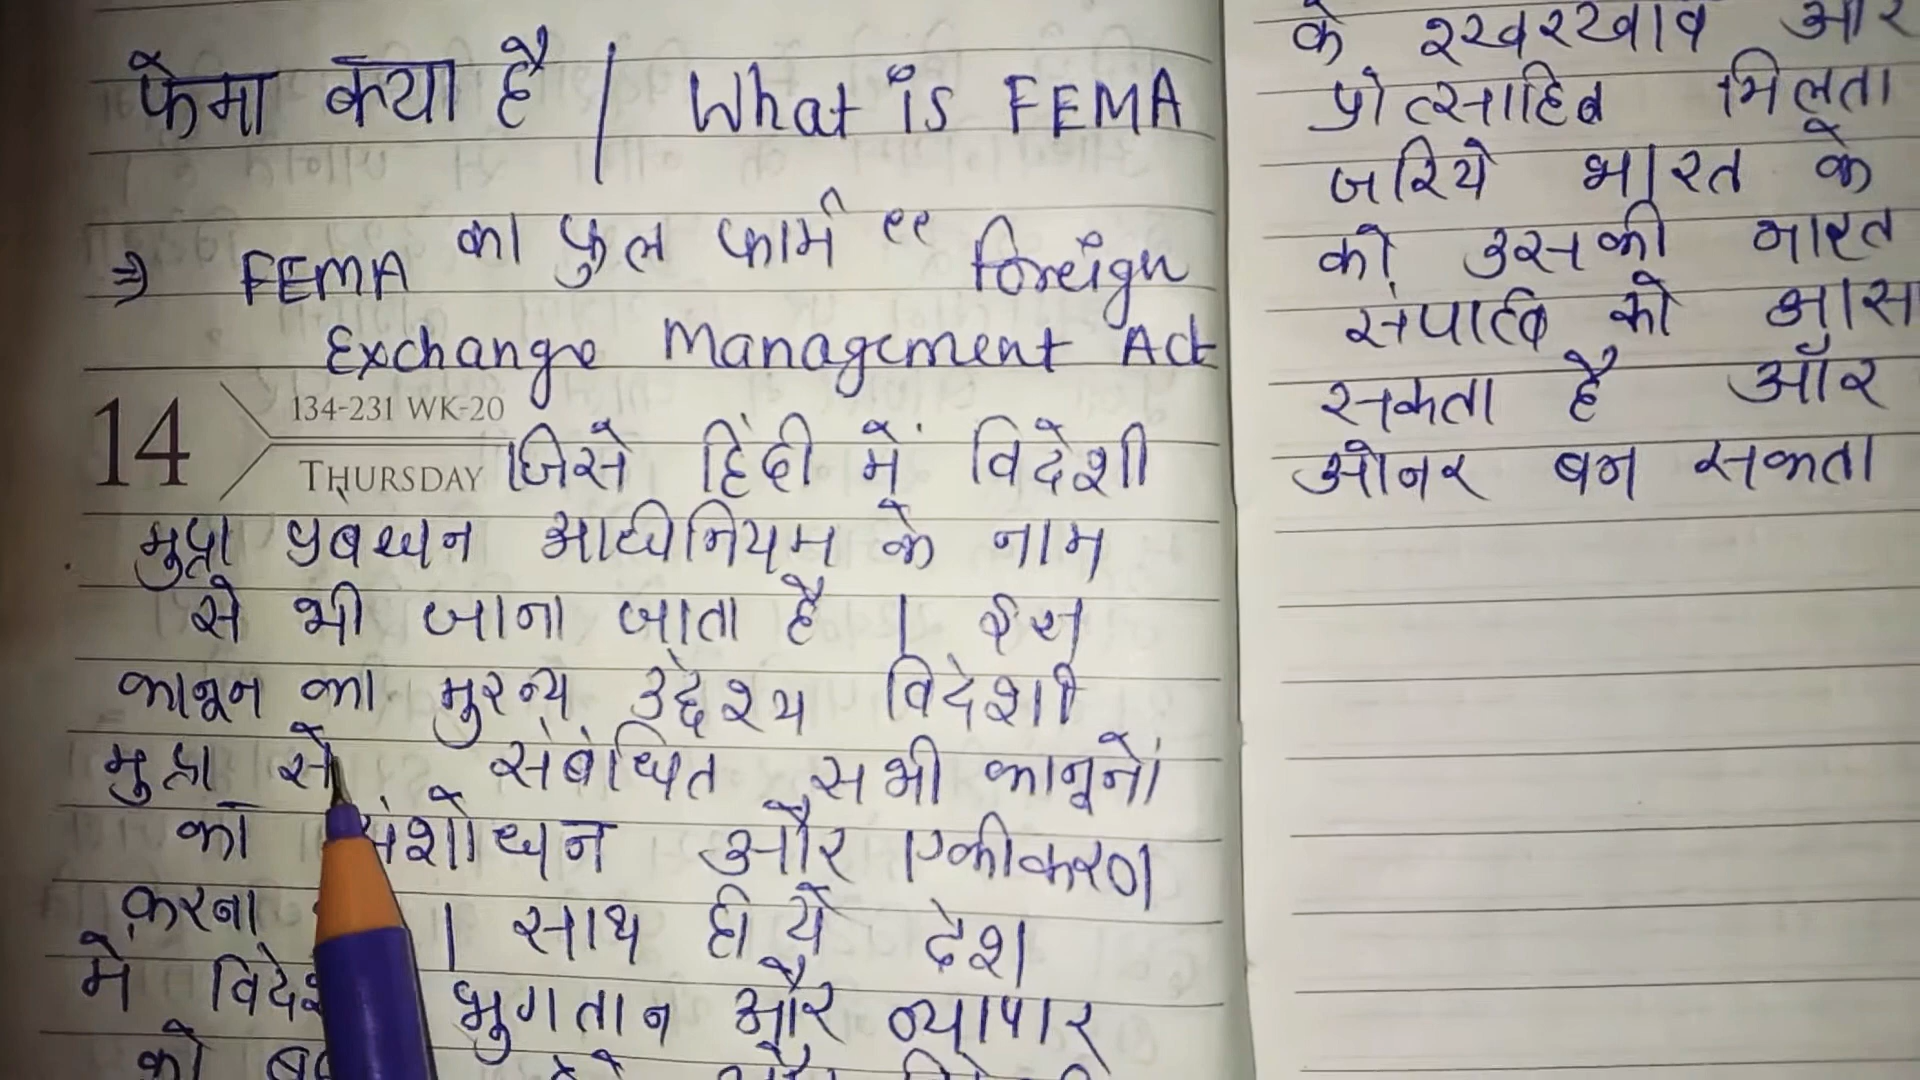 फेमा क्या है / What is FEMA
⇒ FEMA का फुल फार्म " Foreign
Exchange Management Act
14 134-231 WK-20
THURSDAY जिसे हिंदी में विदेशी
मुद्रा प्रबंधन अधिनियम के नाम
से भी जाना जाता है । इस
कानून का मुख्य उद्देश्य विदेशी
मुद्रा से संबंधित सभी कानूनों
को संशोधन और एकीकरण
करना । साथ ही ये देश
में भुगतान और व्यापार
को
के रखरखाव और
प्रोत्साहित मिलता
जरिये भारत के
को उसकी भारत
संपत्ति को
सकता है और
ओनर बन सकता